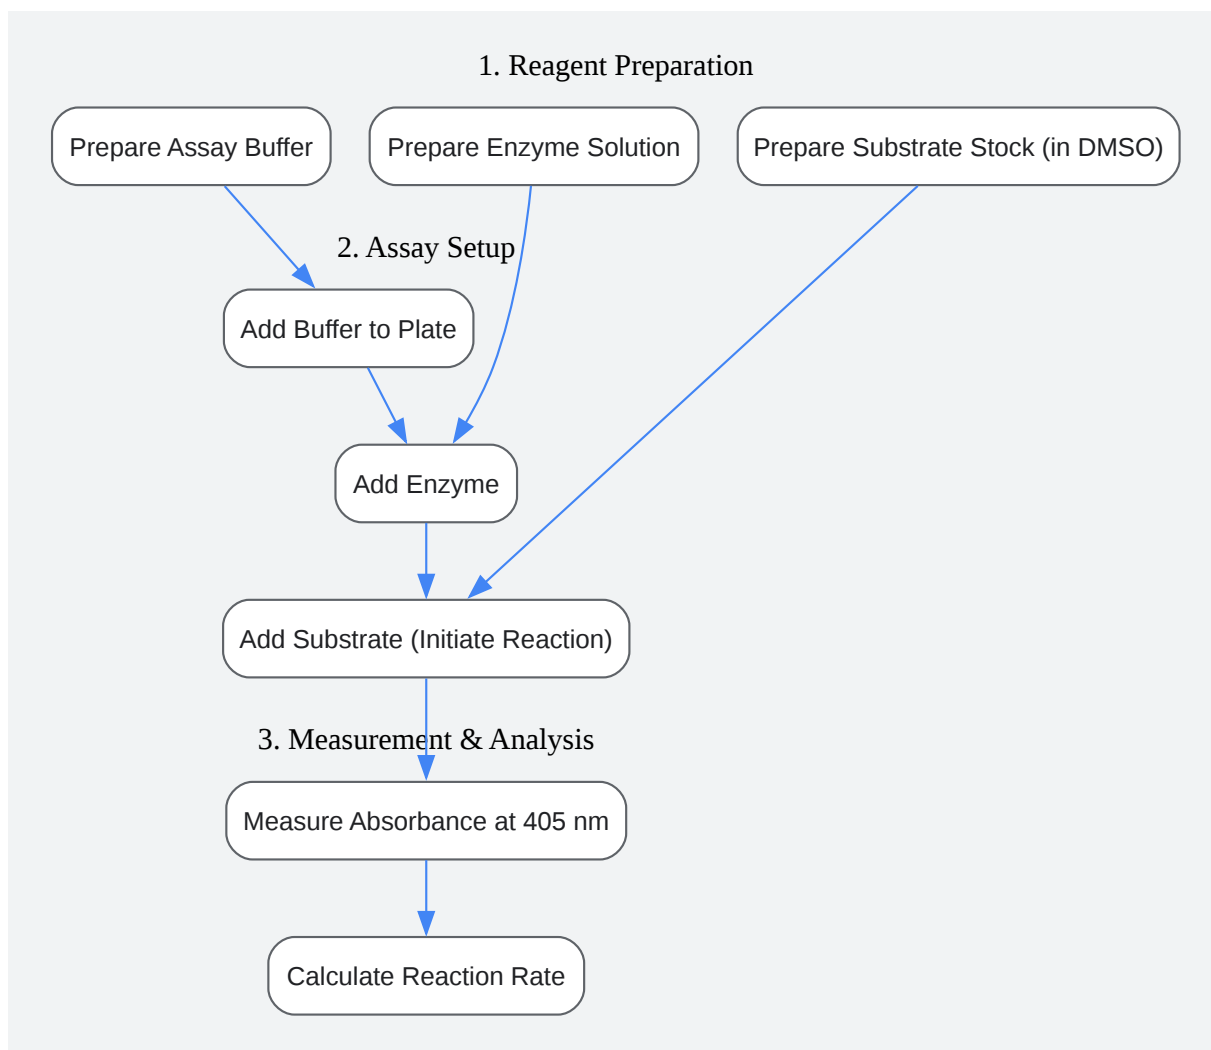 1. Reagent Preparation
Prepare Assay Buffer
Prepare Enzyme Solution
Prepare Substrate Stock (in DMSO)
2. Assay Setup
Add Buffer to Plate
Add Enzyme
Add Substrate (Initiate Reaction)
3. Measurement & Analysis
Measure Absorbance at 405 nm
Calculate Reaction Rate